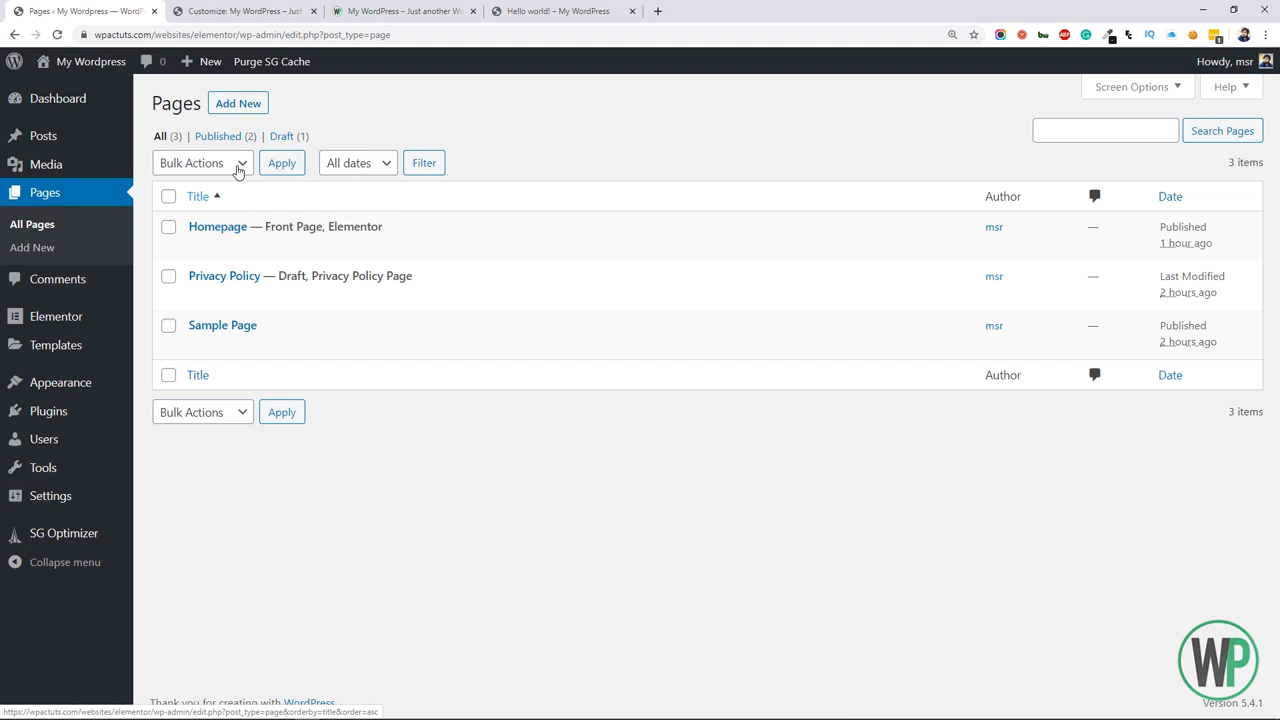 Pages ‹ My Wordpress — WordP
Customize: My WordPress – Just
My WordPress – Just another Wo
Hello world! – My WordPress
wpactuts.com/websites/elementor/wp-admin/edit.php?post_type=page
My Wordpress
0
New
Purge SG Cache
Howdy, msr
Dashboard
Posts
Media
Pages
All Pages
Add New
Comments
Elementor
Templates
Appearance
Plugins
Users
Tools
Settings
SG Optimizer
Collapse menu
Pages Add New
Screen Options
Help
All (3) | Published (2) | Draft (1)
Search Pages
Bulk Actions Apply All dates Filter
3 items
Title Author Date
Homepage — Front Page, Elementor msr — Published
1 hour ago
Privacy Policy — Draft, Privacy Policy Page msr — Last Modified
2 hours ago
Sample Page msr — Published
2 hours ago
Title Author Date
Bulk Actions Apply
3 items
WP
Thank you for creating with WordPress
Version 5.4.1
https://wpactuts.com/websites/elementor/wp-admin/edit.php?post_type=page&orderby=title&order=asc